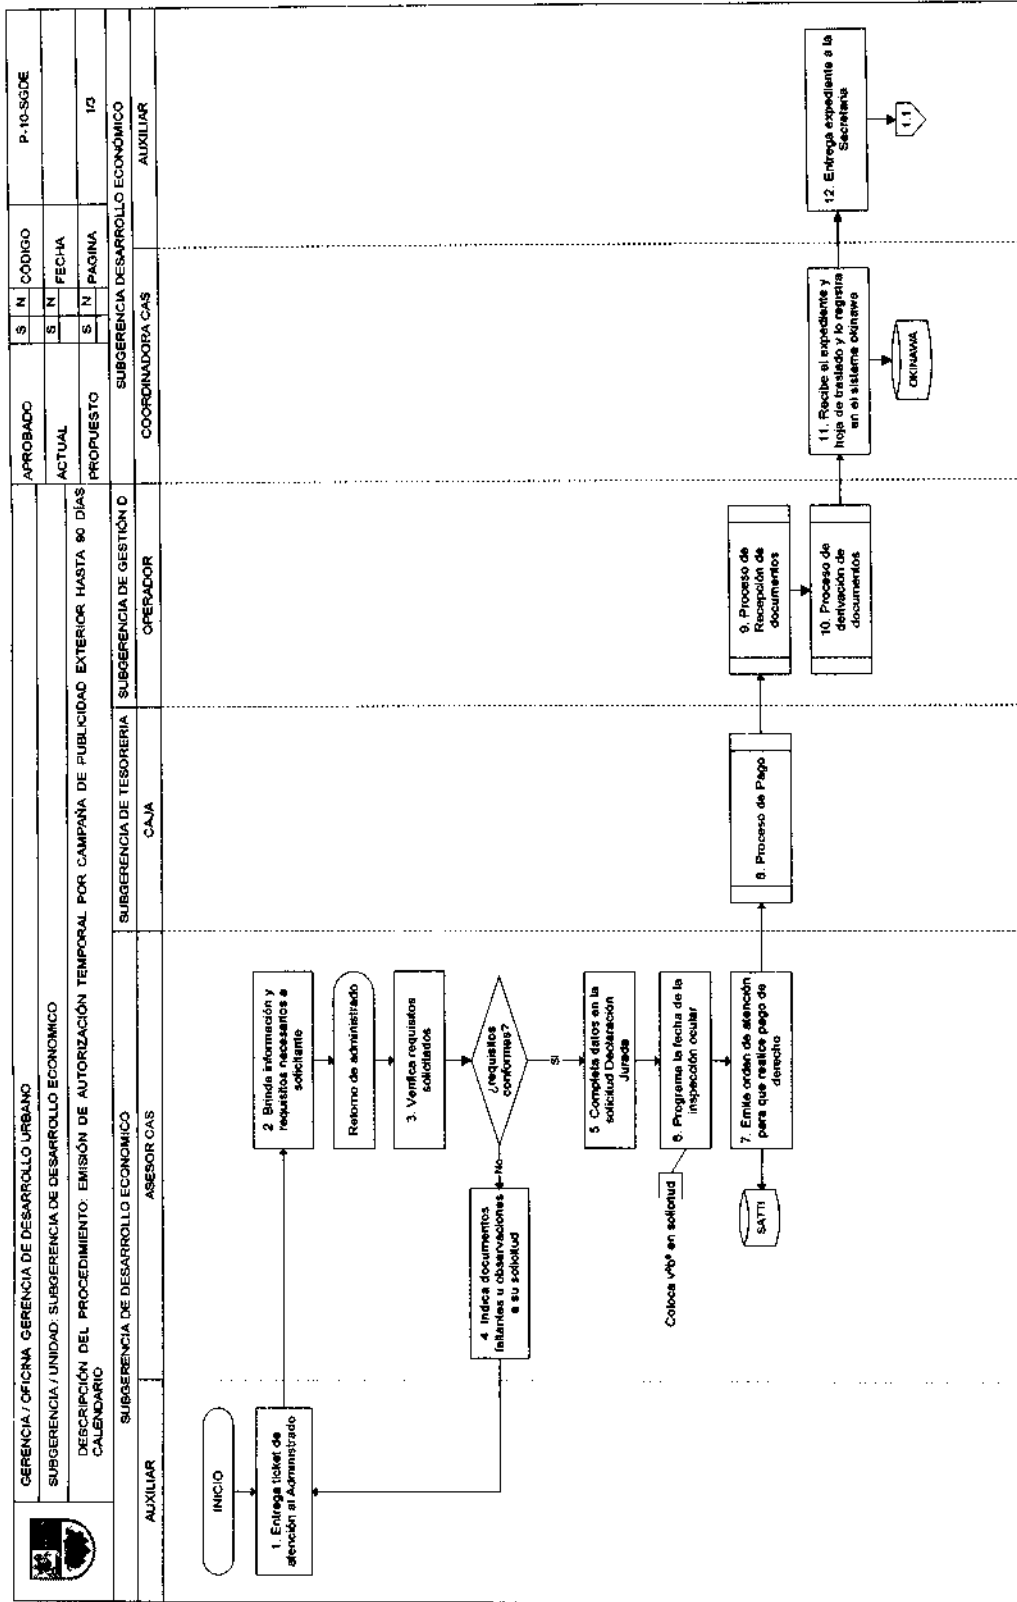 GERENCIA / OFICINA GERENCIA DE DESARROLLO URBANO
APROBADO
S N CÓDIGO
P-10-SGDE
SUBGERENCIA / UNIDAD: SUBGERENCIA DE DESARROLLO ECONOMICO
ACTUAL
S N FECHA
DESCRIPCIÓN DEL PROCEDIMIENTO: EMISIÓN DE AUTORIZACIÓN TEMPORAL POR CAMPAÑA DE PUBLICIDAD EXTERIOR HASTA 90 DÍAS
CALENDARIO
PROPUESTO
S N PAGINA
1/3
SUBGERENCIA DE DESARROLLO ECONOMICO
SUBGERENCIA DE TESORERIA
SUBGERENCIA DE GESTIÓN D
SUBGERENCIA DESARROLLO ECONÓMICO
AUXILIAR
ASESOR CAS
CAJA
OPERADOR
COORDINADORA CAS
AUXILIAR
INICIO
1. Entrega ticket de
atención al Administrado
2 Brinda información y
requisitos necesarios a
solicitante
Retorno de administrado
3. Verifica requisitos
solicitados
¿requisitos
conformes?
No
SI
4 Indica documentos
faltantes u observaciones
a su solicitud
5 Completa datos en la
solicitud Declaración
Jurada
6. Programa la fecha de la
inspección ocular
Coloca vºbº en solicitud
7. Emite orden de atención
para que realice pago de
derecho
SATTI
8. Proceso de Pago
9. Proceso de
Recepción de
documentos
10. Proceso de
derivación de
documentos
11. Recibe el expediente y
hoja de traslado y lo registra
en el sistema okinawa
OKINAWA
12. Entrega expediente a la
Secretaria
1.1